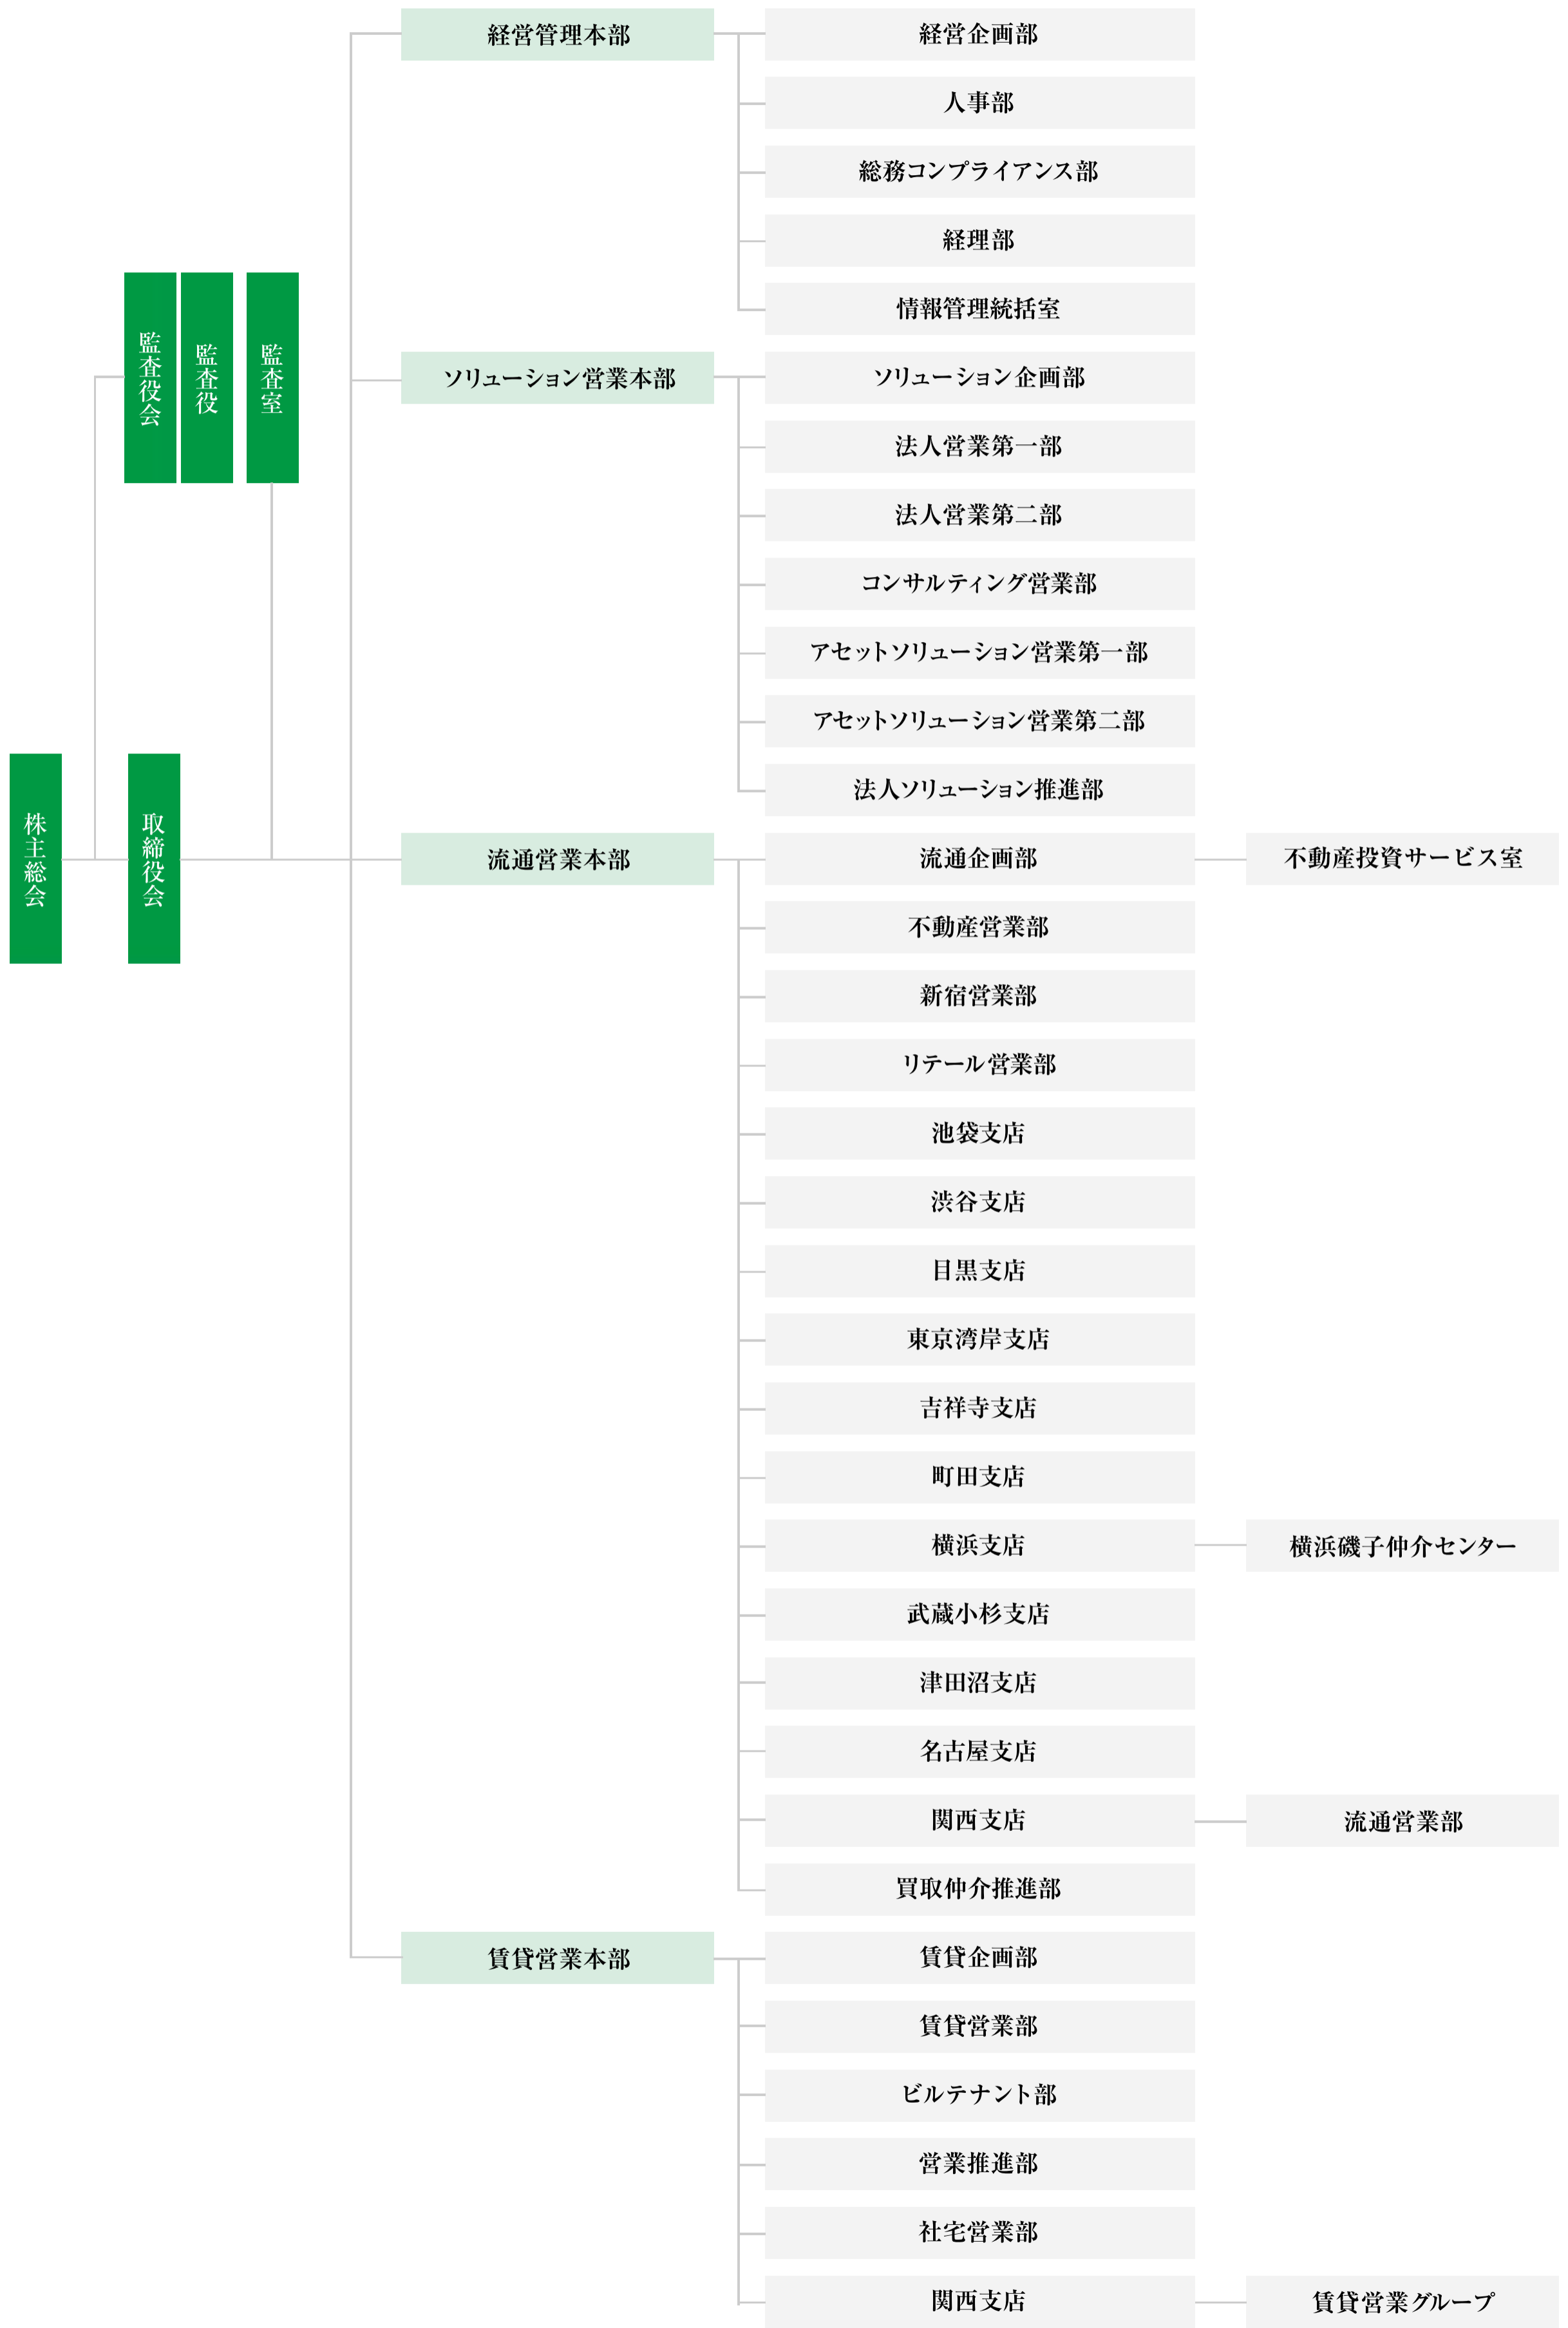 株主総会
監査役会
監査役
監査室
取締役会
経営管理本部
経営企画部
人事部
総務コンプライアンス部
経理部
情報管理統括室
ソリューション営業本部
ソリューション企画部
法人営業第一部
法人営業第二部
コンサルティング営業部
アセットソリューション営業第一部
アセットソリューション営業第二部
法人ソリューション推進部
流通営業本部
流通企画部
不動産投資サービス室
不動産営業部
新宿営業部
リテール営業部
池袋支店
渋谷支店
目黒支店
東京湾岸支店
吉祥寺支店
町田支店
横浜支店
横浜磯子仲介センター
武蔵小杉支店
津田沼支店
名古屋支店
関西支店
流通営業部
買取仲介推進部
賃貸営業本部
賃貸企画部
賃貸営業部
ビルテナント部
営業推進部
社宅営業部
関西支店
賃貸営業グループ